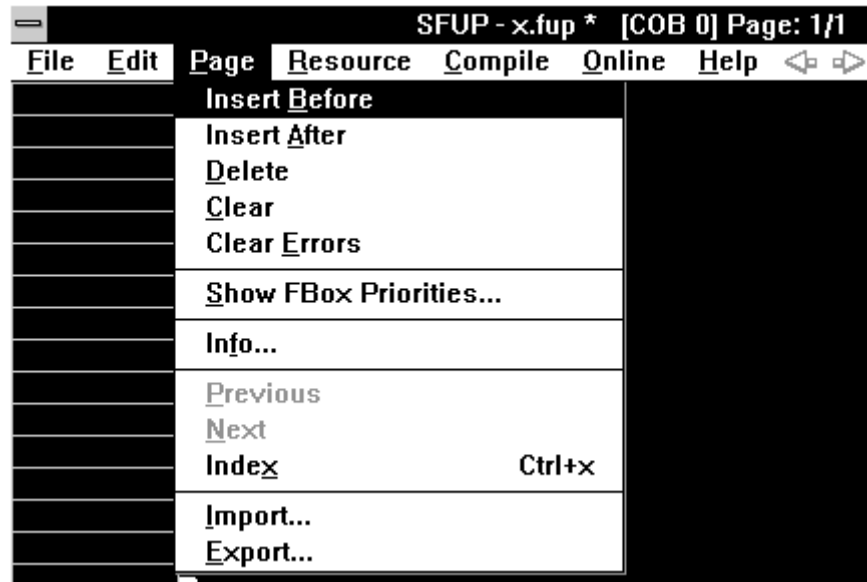 SFUP - x.fup * [COB 0] Page: 1/1
File Edit Page Resource Compile Online Help
Insert Before
Insert After
Delete
Clear
Clear Errors
Show FBox Priorities...
Info...
Previous
Next
Index Ctrl+x
Import...
Export...